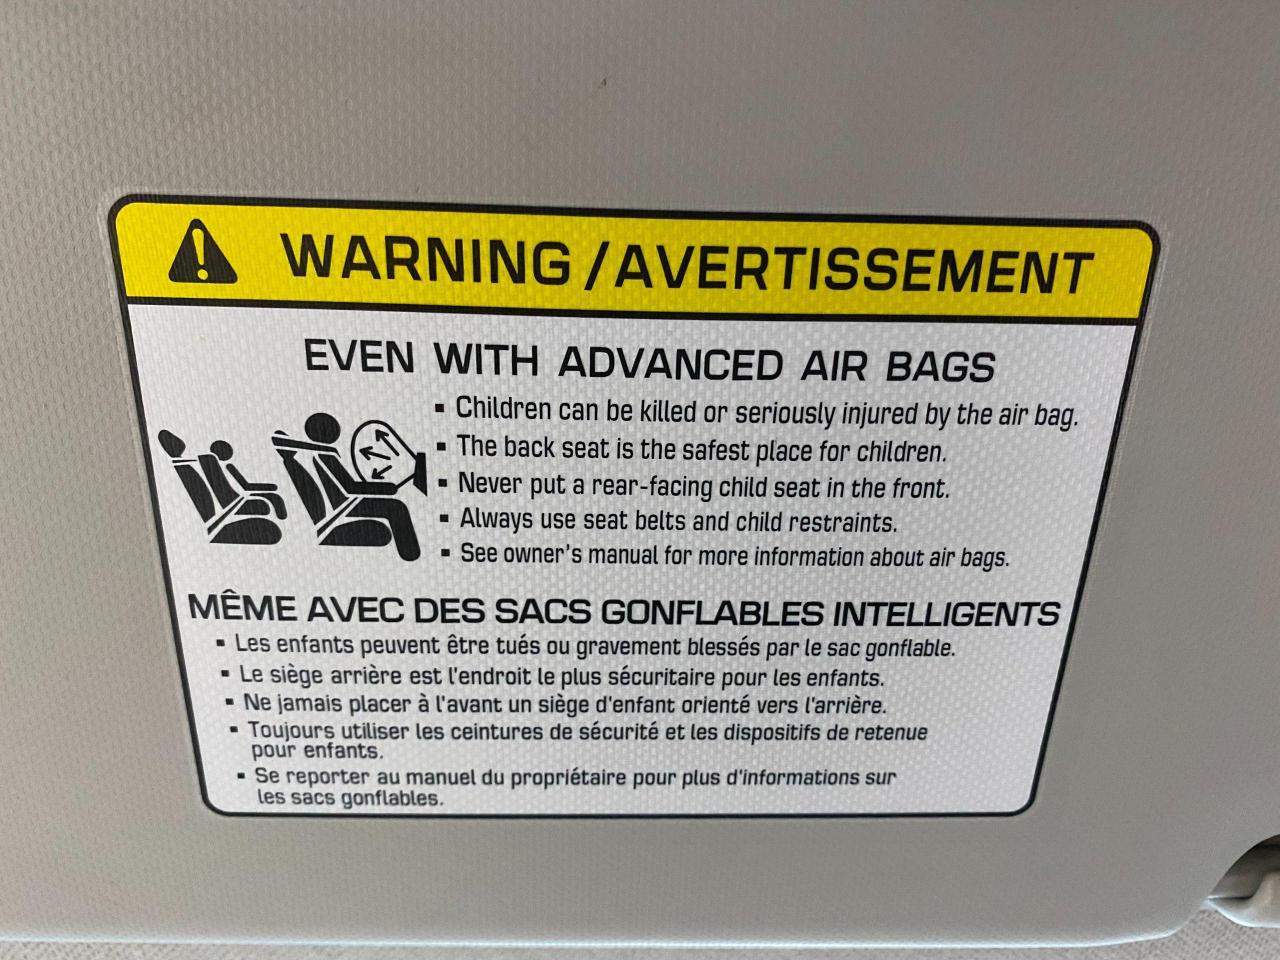 WARNING / AVERTISSEMENT
EVEN WITH ADVANCED AIR BAGS
▪ Children can be killed or seriously injured by the air bag.
▪ The back seat is the safest place for children.
▪ Never put a rear-facing child seat in the front.
▪ Always use seat belts and child restraints.
▪ See owner's manual for more information about air bags.
MÊME AVEC DES SACS GONFLABLES INTELLIGENTS
▪ Les enfants peuvent être tués ou gravement blessés par le sac gonflable.
▪ Le siège arrière est l'endroit le plus sécuritaire pour les enfants.
▪ Ne jamais placer à l'avant un siège d'enfant orienté vers l'arrière.
▪ Toujours utiliser les ceintures de sécurité et les dispositifs de retenue
pour enfants.
▪ Se reporter au manuel du propriétaire pour plus d'informations sur
les sacs gonflables.